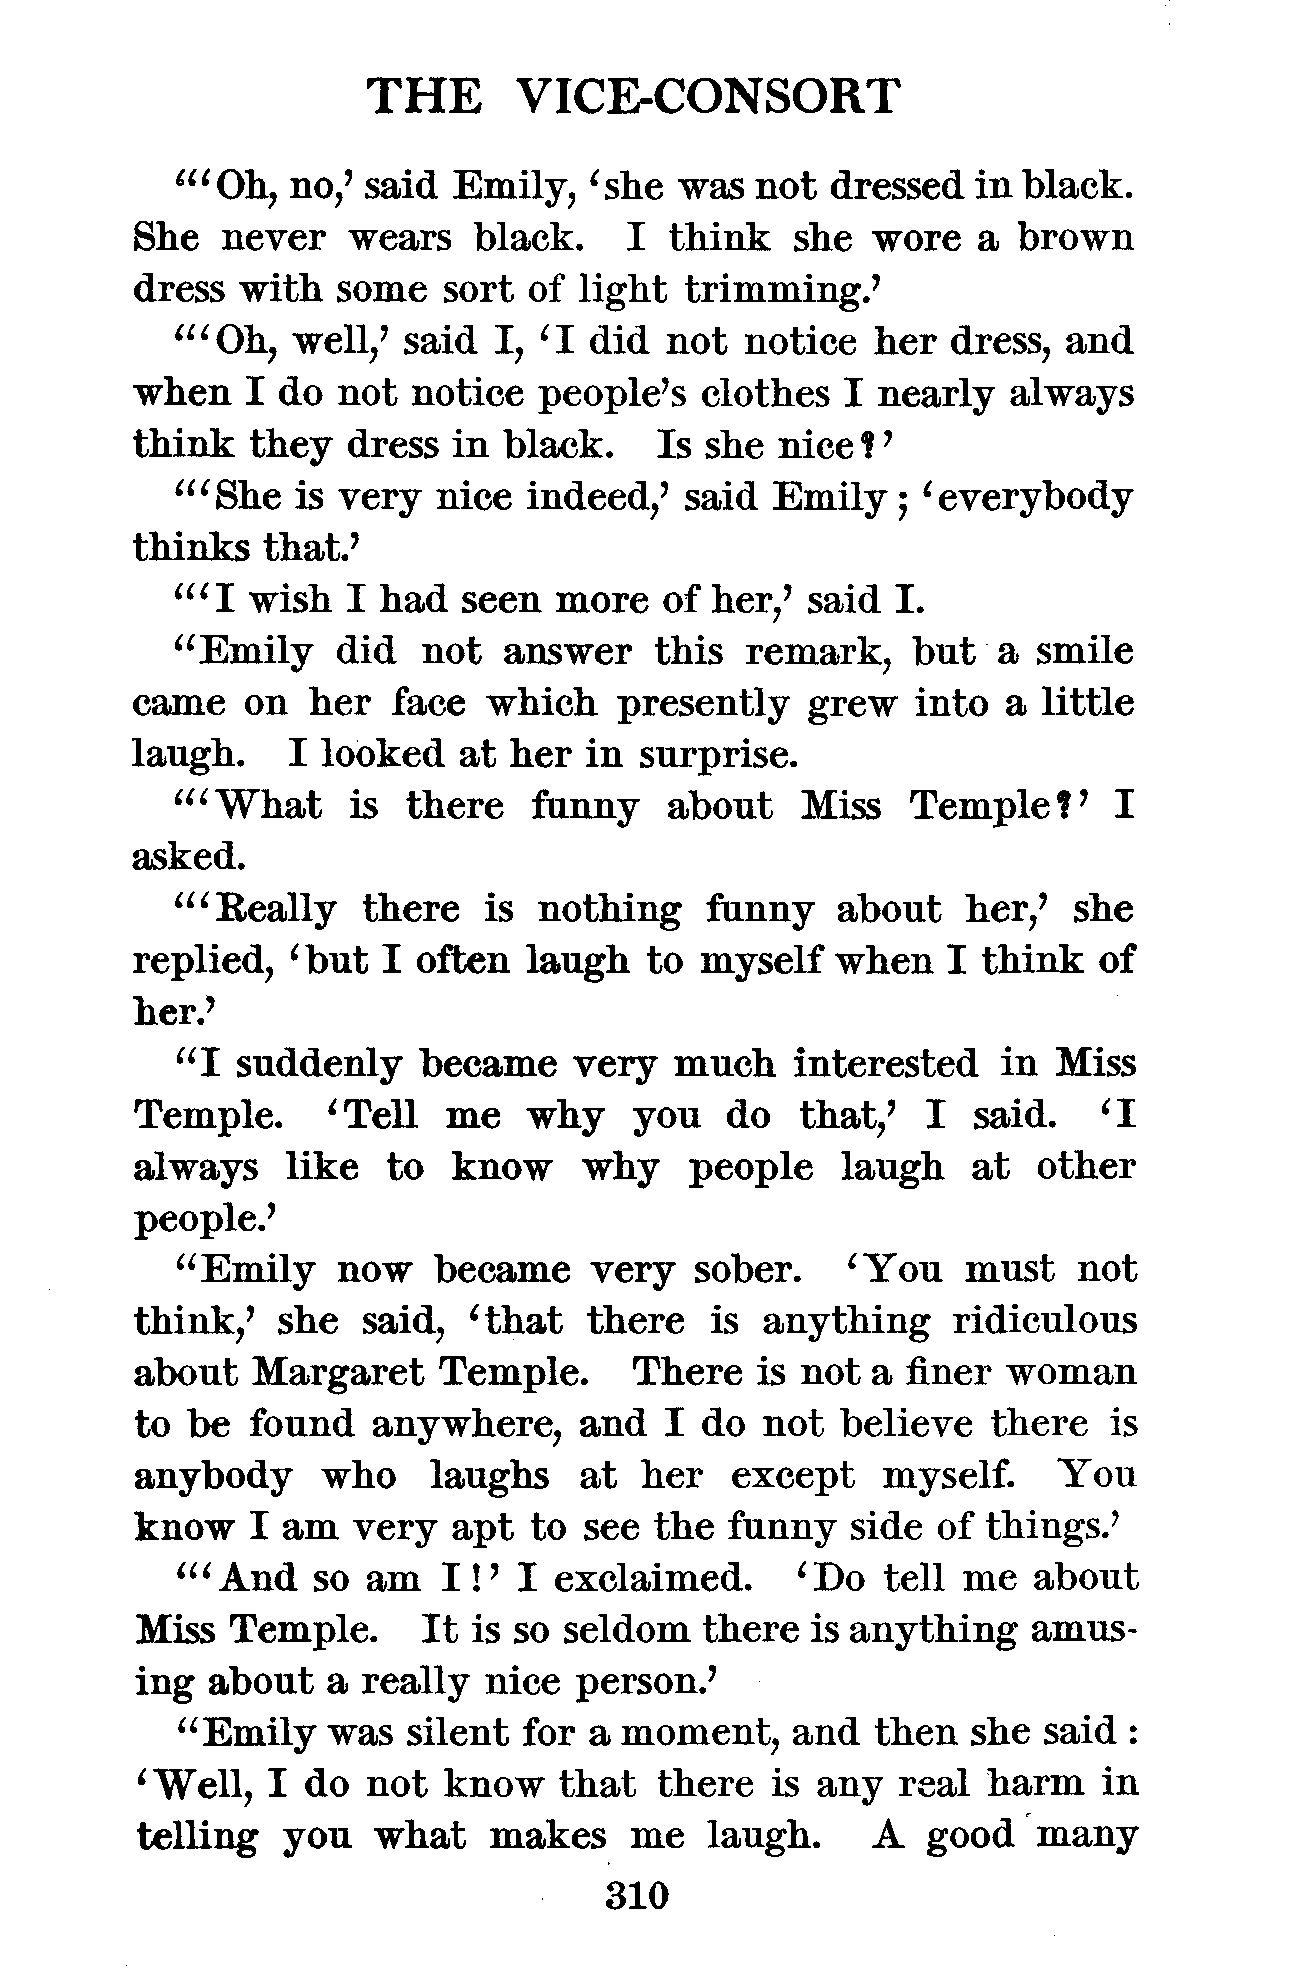 THE VICE-CONSORT
"'Oh, no,' said Emily, 'she was not dressed in black.
She never wears black. I think she wore a brown
dress with some sort of light trimming.'
"'Oh, well,' said I, 'I did not notice her dress, and
when I do not notice people's clothes I nearly always
think they dress in black. Is she nice?'
"'She is very nice indeed,' said Emily; 'everybody
thinks that.'
"'I wish I had seen more of her,' said I.
"Emily did not answer this remark, but a smile
came on her face which presently grew into a little
laugh. I looked at her in surprise.
"'What is there funny about Miss Temple?' I
asked.
"'Really there is nothing funny about her,' she
replied, 'but I often laugh to myself when I think of
her.'
"I suddenly became very much interested in Miss
Temple. 'Tell me why you do that,' I said. 'I
always like to know why people laugh at other
people.'
"Emily now became very sober. 'You must not
think,' she said, 'that there is anything ridiculous
about Margaret Temple. There is not a finer woman
to be found anywhere, and I do not believe there is
anybody who laughs at her except myself. You
know I am very apt to see the funny side of things.'
"'And so am I!' I exclaimed. 'Do tell me about
Miss Temple. It is so seldom there is anything amus-
ing about a really nice person.'
"Emily was silent for a moment, and then she said:
'Well, I do not know that there is any real harm in
telling you what makes me laugh. A good many
310